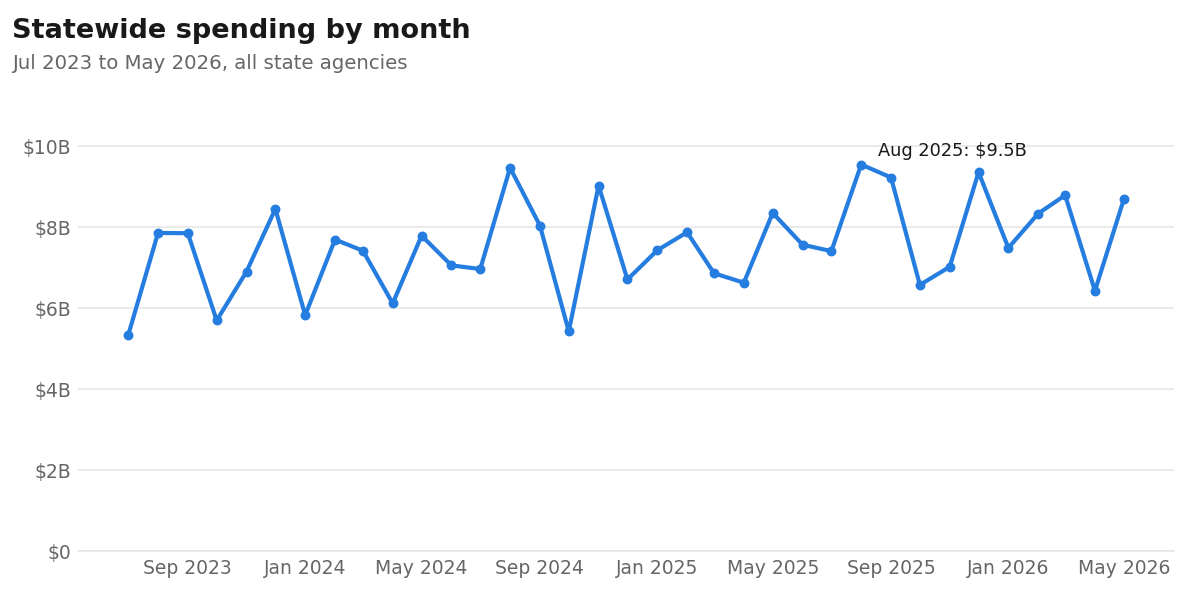 Statewide spending by month
Jul 2023 to May 2026, all state agencies
$10B
Aug 2025: $9.5B
$8B
$6B
$4B
$2B
$0
Sep 2023 Jan 2024 May 2024 Sep 2024 Jan 2025 May 2025 Sep 2025 Jan 2026 May 2026